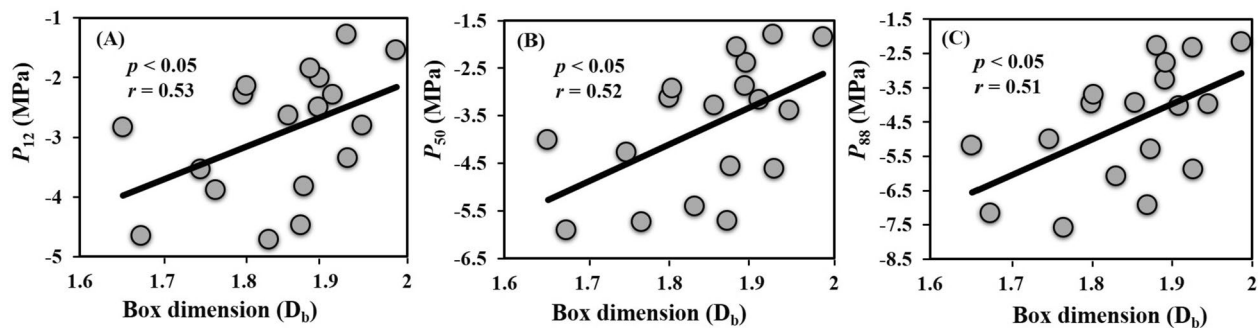 (A)
p < 0.05
r = 0.53
P12 (MPa)
-1
-2
-3
-4
-5
1.6
1.7
1.8
1.9
2
Box dimension (Db)
(B)
p < 0.05
r = 0.52
P50 (MPa)
-1.5
-2.5
-3.5
-4.5
-5.5
-6.5
1.6
1.7
1.8
1.9
2
Box dimension (Db)
(C)
p < 0.05
r = 0.51
P88 (MPa)
-1.5
-2.5
-3.5
-4.5
-5.5
-6.5
-7.5
-8.5
1.6
1.7
1.8
1.9
2
Box dimension (Db)